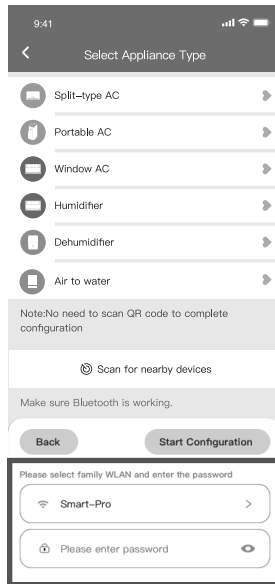 9:41
Select Appliance Type
Split-type AC
Portable AC
Window AC
Humidifier
Dehumidifier
Air to water
Note:No need to scan QR code to complete
configuration
Scan for nearby devices
Make sure Bluetooth is working.
Back Start Configuration
Please select family WLAN and enter the password
Smart-Pro
Please enter password